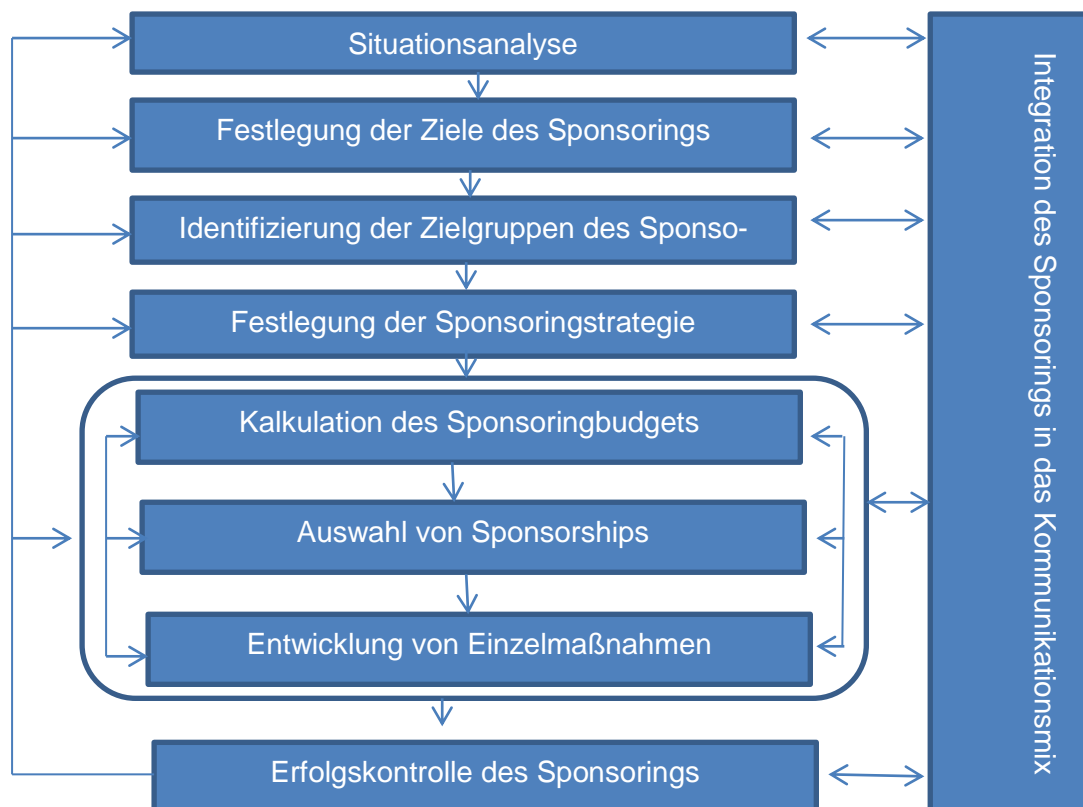 Situationsanalyse
Festlegung der Ziele des Sponsorings
Identifizierung der Zielgruppen des Sponso-
Festlegung der Sponsoringstrategie
Kalkulation des Sponsoringbudgets
Auswahl von Sponsorships
Entwicklung von Einzelmaßnahmen
Erfolgskontrolle des Sponsorings
Integration des Sponsorings in das Kommunikationsmix